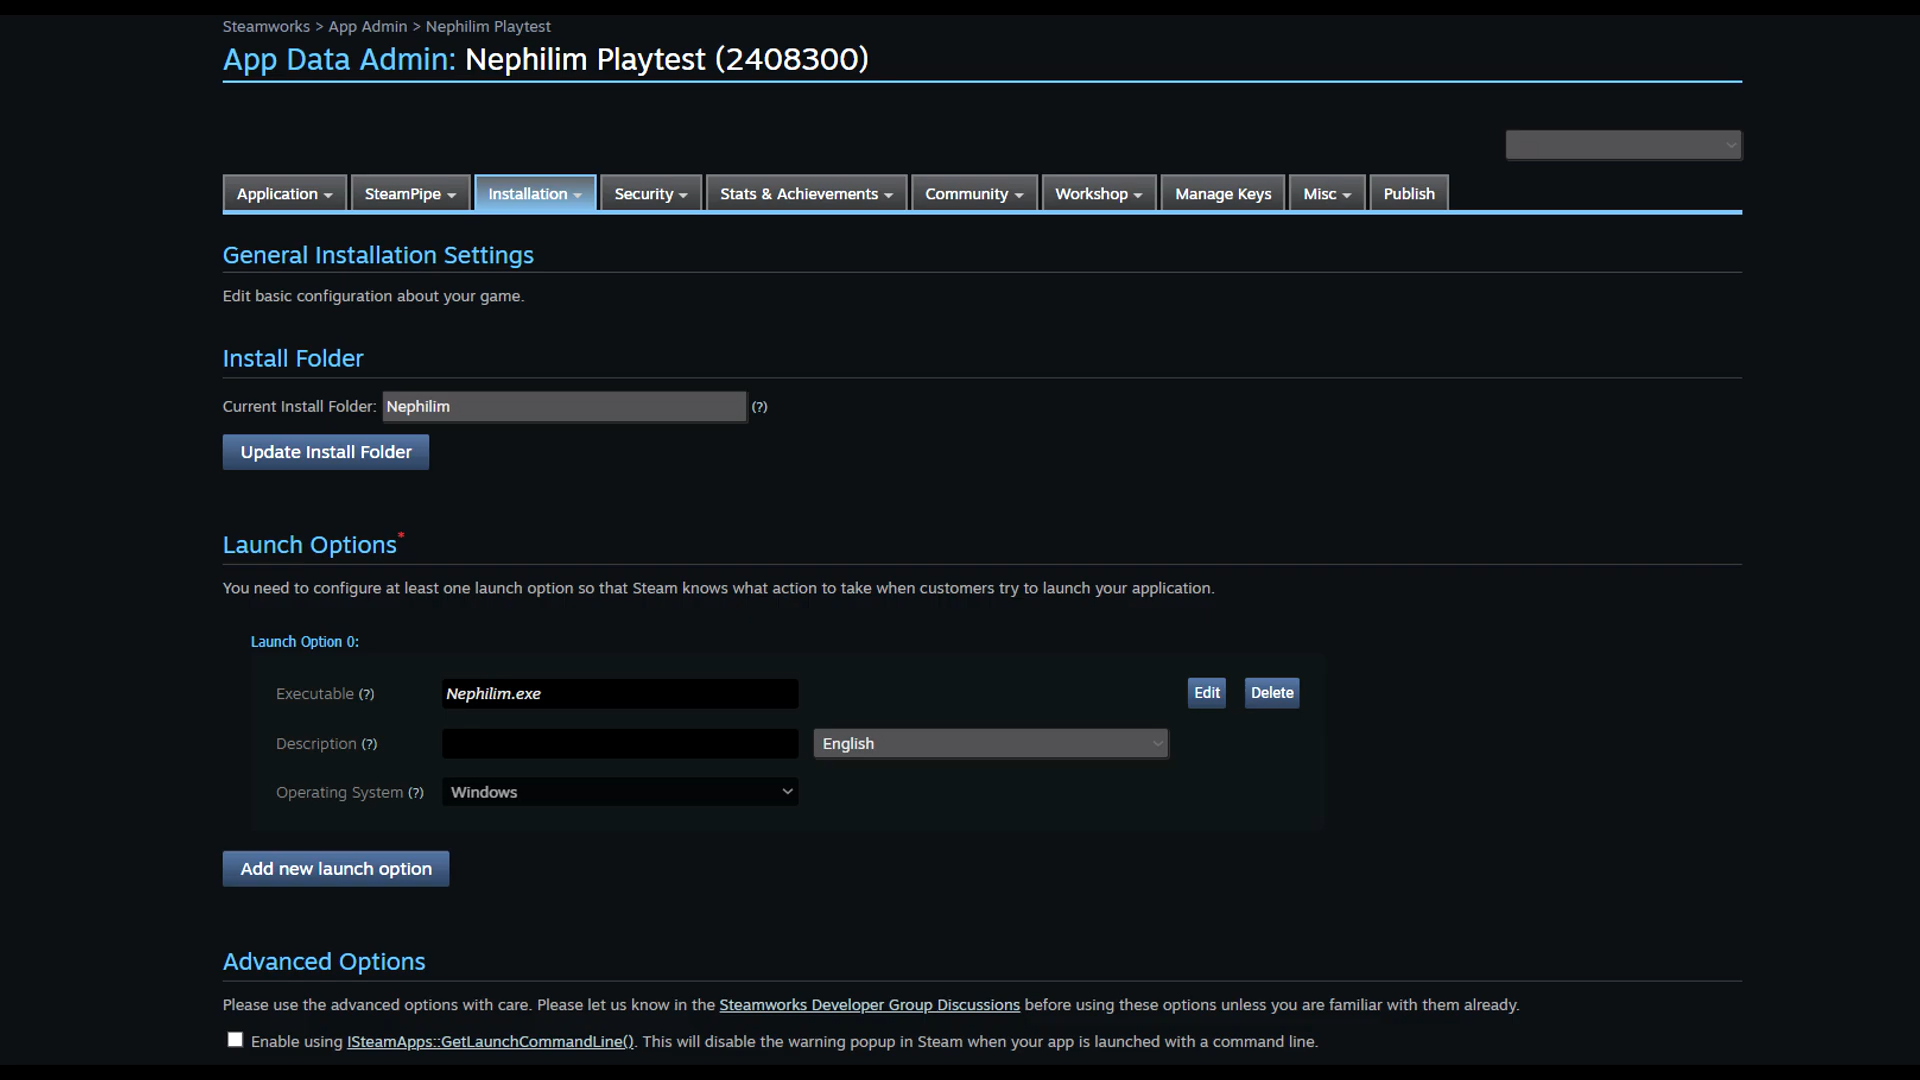 Steamworks > App Admin > Nephilim Playtest
App Data Admin: Nephilim Playtest (2408300)
Application SteamPipe Installation Security Stats & Achievements Community Workshop Manage Keys Misc Publish
General Installation Settings
Edit basic configuration about your game.
Install Folder
Current Install Folder: Nephilim (?)
Update Install Folder
Launch Options*
You need to configure at least one launch option so that Steam knows what action to take when customers try to launch your application.
Launch Option 0:
Executable (?) Nephilim.exe Edit Delete
Description (?) English
Operating System (?) Windows
Add new launch option
Advanced Options
Please use the advanced options with care. Please let us know in the Steamworks Developer Group Discussions before using these options unless you are familiar with them already.
Enable using ISteamApps::GetLaunchCommandLine(). This will disable the warning popup in Steam when your app is launched with a command line.